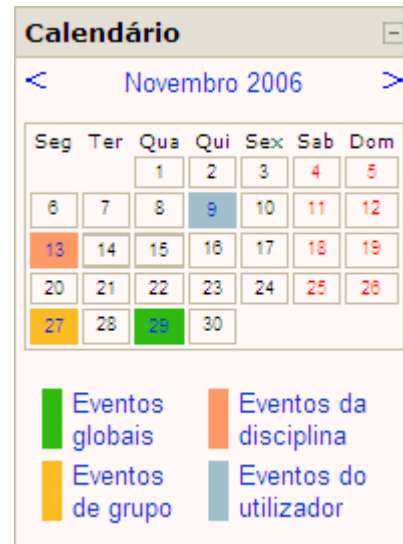 Calendário
< Novembro 2006 >
Seg Ter Qua Qui Sex Sab Dom
1 2 3 4 5
6 7 8 9 10 11 12
13 14 15 16 17 18 19
20 21 22 23 24 25 26
27 28 29 30
Eventos globais
Eventos da disciplina
Eventos de grupo
Eventos do utilizador